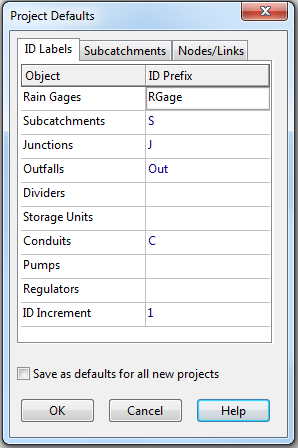 Project Defaults
ID Labels Subcatchments Nodes/Links
Object ID Prefix
Rain Gages RGage
Subcatchments S
Junctions J
Outfalls Out
Dividers
Storage Units
Conduits C
Pumps
Regulators
ID Increment 1
Save as defaults for all new projects
OK Cancel Help